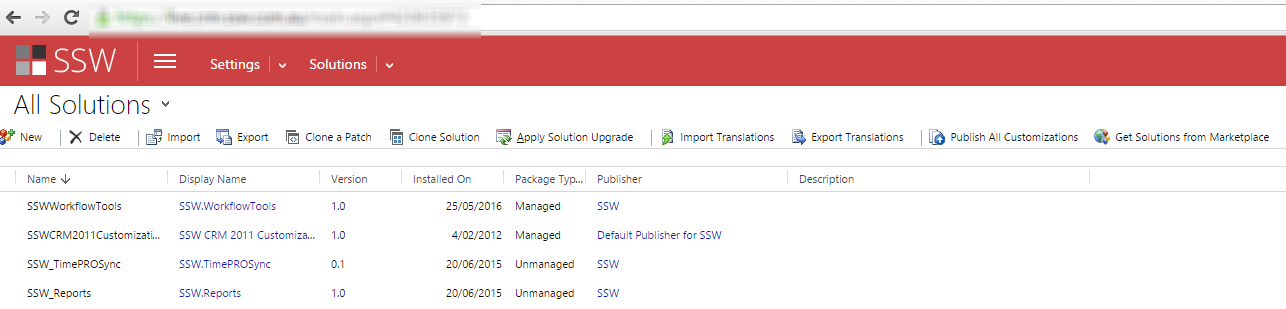 SSW Settings Solutions
All Solutions
New Delete Import Export Clone a Patch Clone Solution Apply Solution Upgrade Import Translations Export Translations Publish All Customizations Get Solutions from Marketplace
Name Display Name Version Installed On Package Typ... Publisher Description
SSWWorkflowTools SSW.WorkflowTools 1.0 25/05/2016 Managed SSW
SSWCRM2011Customizati... SSW CRM 2011 Customiza... 1.0 4/02/2012 Managed Default Publisher for SSW
SSW_TimePROSync SSW.TimePROSync 0.1 20/06/2015 Unmanaged SSW
SSW_Reports SSW.Reports 1.0 20/06/2015 Unmanaged SSW